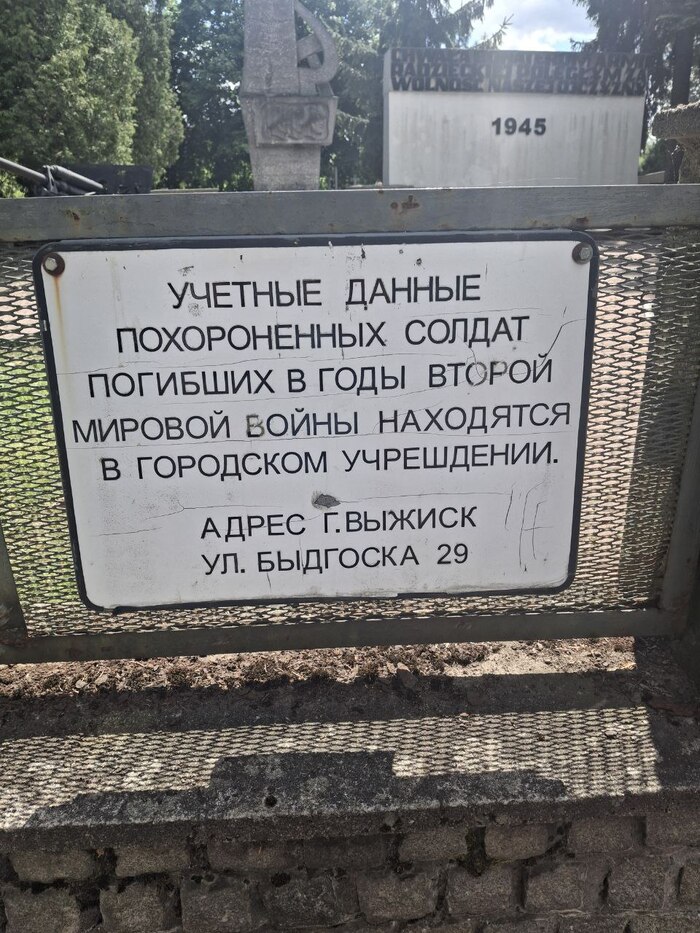 1945
УЧЕТНЫЕ ДАННЫЕ
ПОХОРОНЕННЫХ СОЛДАТ
ПОГИБШИХ В ГОДЫ ВТОРОЙ
МИРОВОЙ ВОЙНЫ НАХОДЯТСЯ
В ГОРОДСКОМ УЧРЕШДЕНИИ.
АДРЕС Г.ВЫЖИСК
УЛ. БЫДГОСКА 29